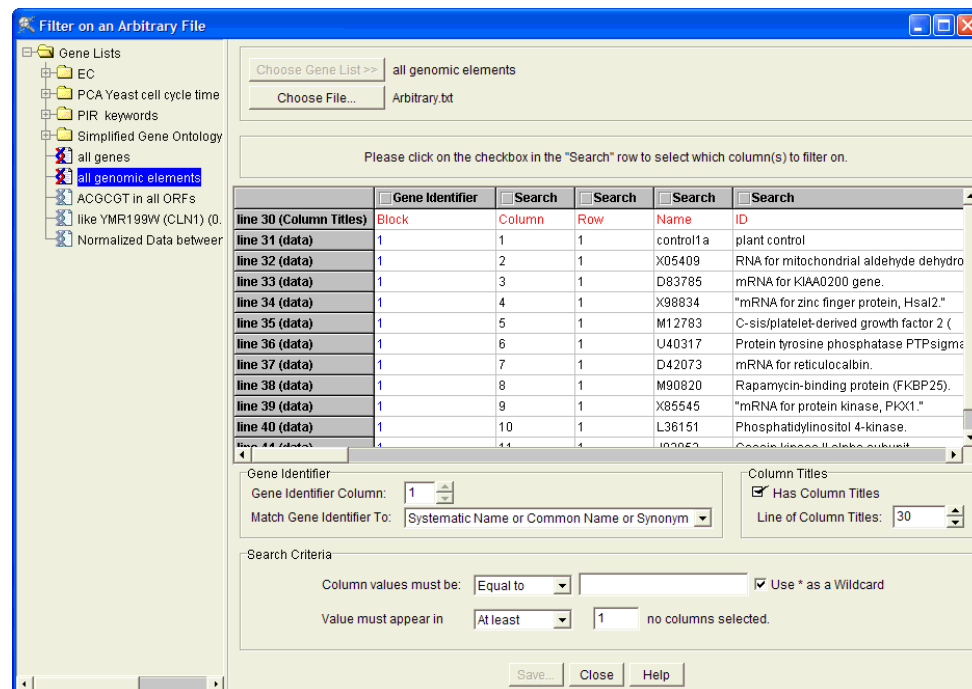 Filter on an Arbitrary File
Gene Lists
EC
PCA Yeast cell cycle time
PIR keywords
Simplified Gene Ontology
all genes
all genomic elements
ACGCGT in all ORFs
like YMR199W (CLN1) (0.
Normalized Data between
Choose Gene List >> all genomic elements
Choose File... Arbitrary.txt
Please click on the checkbox in the "Search" row to select which column(s) to filter on.
Gene Identifier Search Search Search Search
line 30 (Column Titles) Block Column Row Name ID
line 31 (data) 1 1 1 control1a plant control
line 32 (data) 1 2 1 X05409 RNA for mitochondrial aldehyde dehydro
line 33 (data) 1 3 1 D83785 mRNA for KIAA0200 gene.
line 34 (data) 1 4 1 X98834 "mRNA for zinc finger protein, Hsal2."
line 35 (data) 1 5 1 M12783 C-sis/platelet-derived growth factor 2 (
line 36 (data) 1 6 1 U40317 Protein tyrosine phosphatase PTPsigma
line 37 (data) 1 7 1 D42073 mRNA for reticulocalbin.
line 38 (data) 1 8 1 M90820 Rapamycin-binding protein (FKBP25).
line 39 (data) 1 9 1 X85545 "mRNA for protein kinase, PKX1."
line 40 (data) 1 10 1 L36151 Phosphatidylinositol 4-kinase.
Gene Identifier
Gene Identifier Column: 1
Match Gene Identifier To: Systematic Name or Common Name or Synonym
Column Titles
Has Column Titles
Line of Column Titles: 30
Search Criteria
Column values must be: Equal to Use * as a Wildcard
Value must appear in At least 1 no columns selected.
Save... Close Help